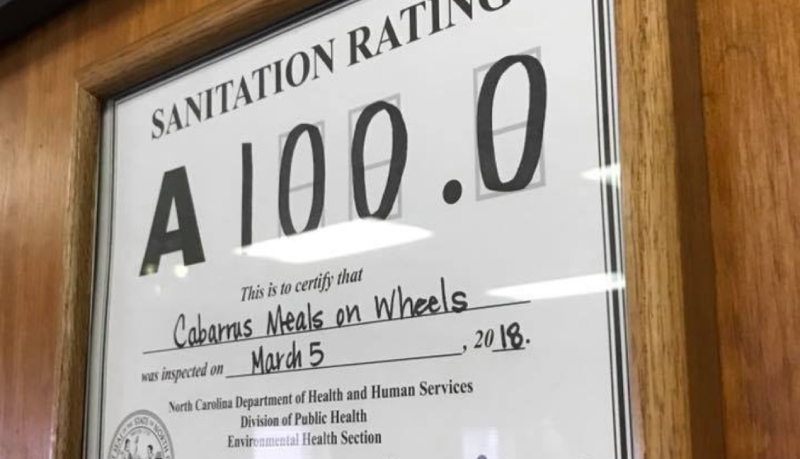 SANITATION RATING
A 100.0
This is to certify that
Cabarrus Meals on Wheels
was inspected on March 5, 2018.
North Carolina Department of Health and Human Services
Division of Public Health
Environmental Health Section